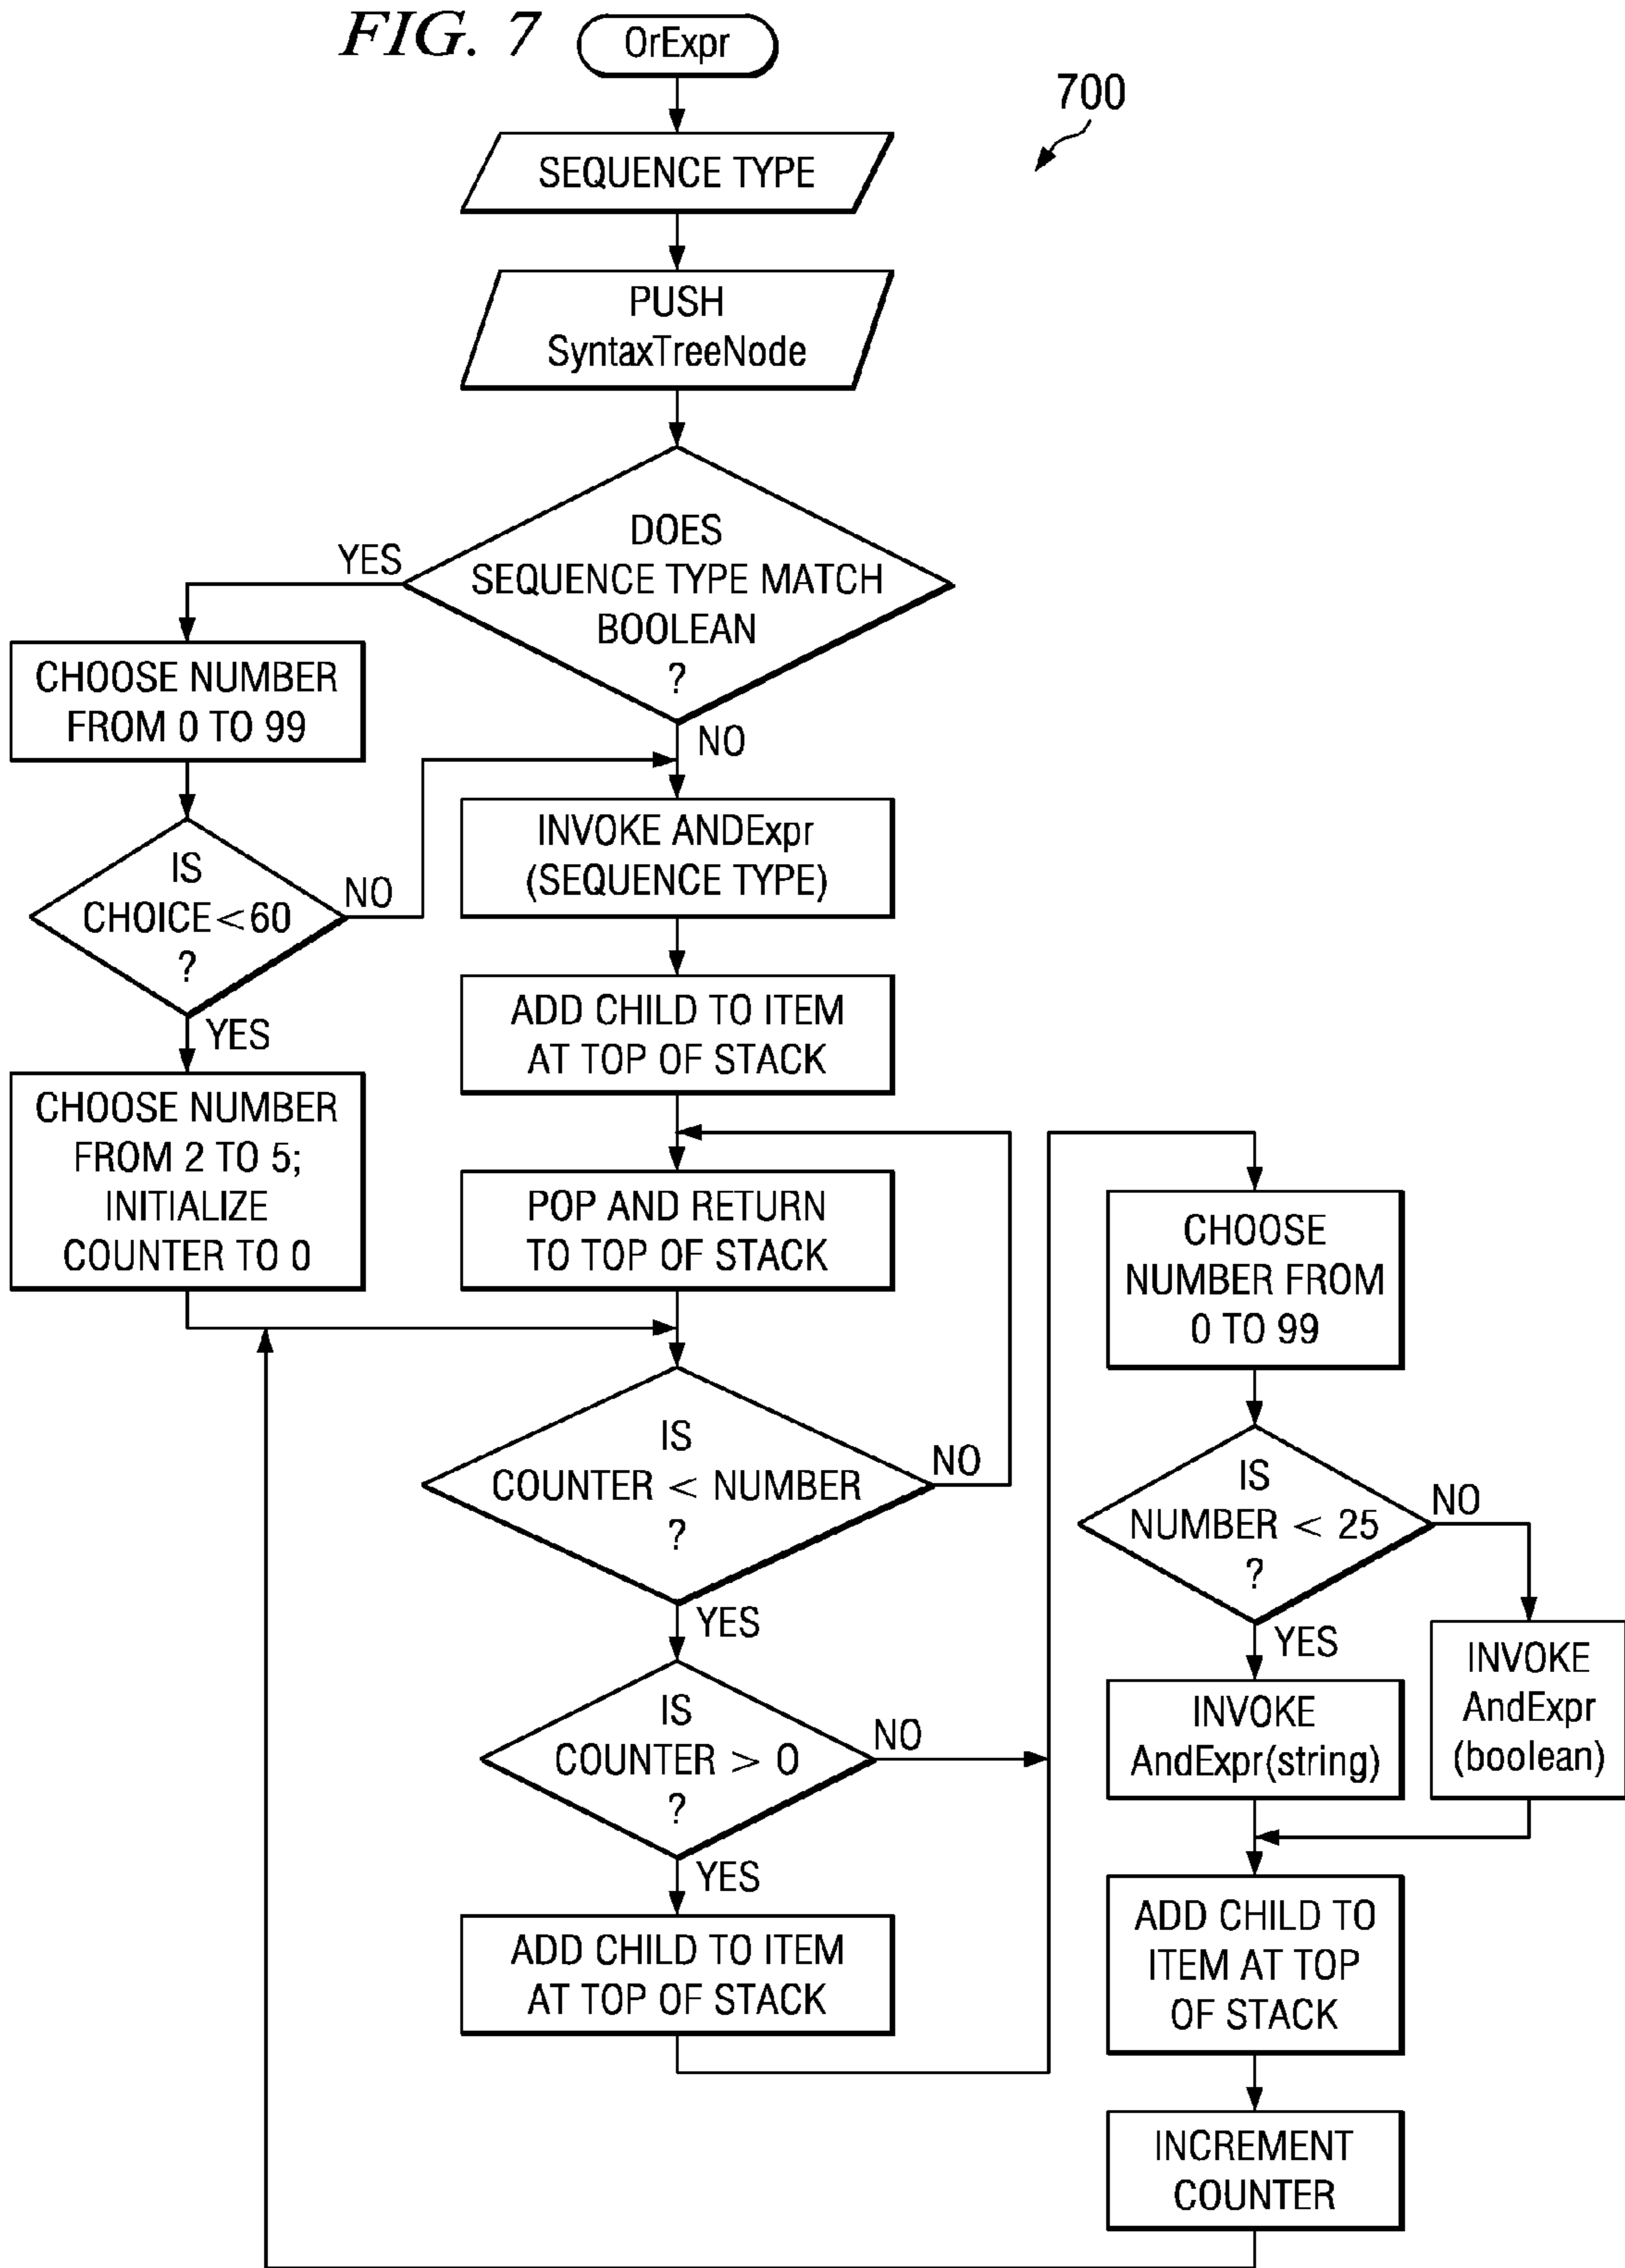 FIG. 7
OrExpr
700
SEQUENCE TYPE
PUSH
SyntaxTreeNode
DOES
SEQUENCE TYPE MATCH
BOOLEAN
?
YES
NO
CHOOSE NUMBER
FROM 0 TO 99
IS
CHOICE<60
?
NO
YES
CHOOSE NUMBER
FROM 2 TO 5;
INITIALIZE
COUNTER TO 0
INVOKE ANDExpr
(SEQUENCE TYPE)
ADD CHILD TO ITEM
AT TOP OF STACK
POP AND RETURN
TO TOP OF STACK
IS
COUNTER < NUMBER
?
NO
YES
IS
COUNTER > 0
?
NO
YES
ADD CHILD TO ITEM
AT TOP OF STACK
CHOOSE
NUMBER FROM
0 TO 99
IS
NUMBER < 25
?
NO
YES
INVOKE
AndExpr(string)
INVOKE
AndExpr
(boolean)
ADD CHILD TO
ITEM AT TOP
OF STACK
INCREMENT
COUNTER